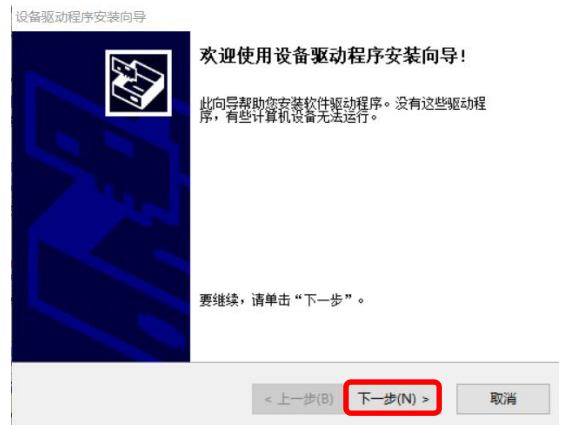 设备驱动程序安装向导
欢迎使用设备驱动程序安装向导!
此向导帮助您安装软件驱动程序。没有这些驱动程
序，有些计算机设备无法运行。
要继续，请单击“下一步”。
< 上一步(B)
下一步(N) >
取消